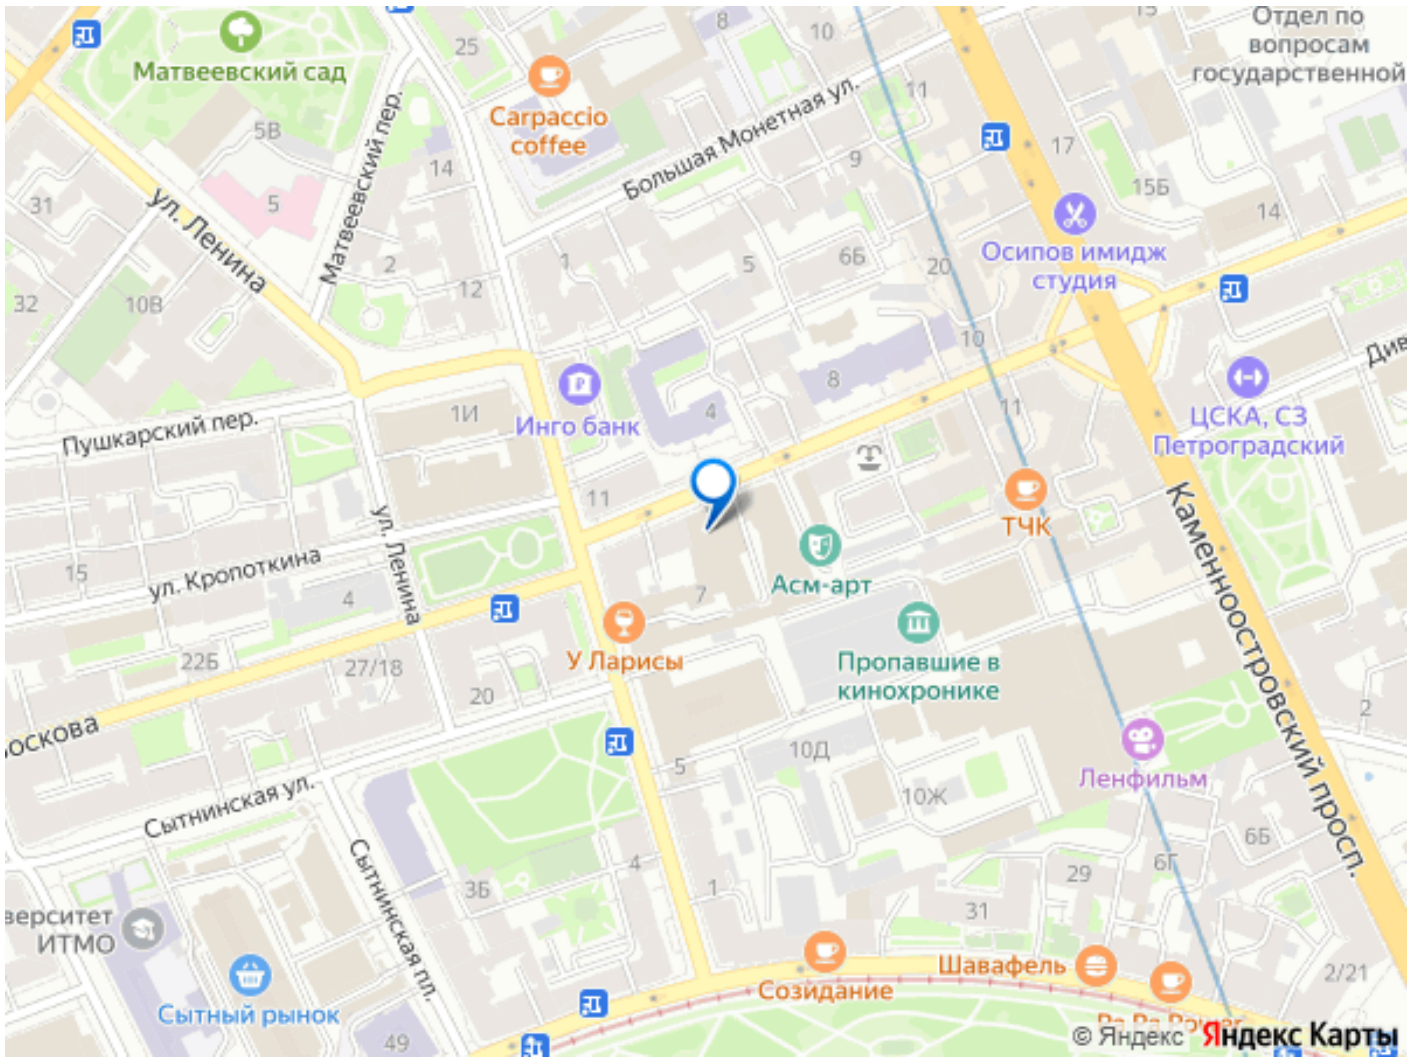 Отдел по
вопросам
государственной
8
10
15
25
Матвеевский сад
Carpaccio
coffee
Большая Монетная ул.
11
5В
Матвеевский пер.
14
9
17
15Б
31
5
ул. Ленина
14
Осипов имидж
студия
2
1
5
6Б
20
32
10В
12
10
Див
Инго банк
8
ЦСКА, СЗ
Петроградский
1И
4
11
Пушкарский пер.
11
ТЧК
Каменноостровский просп.
ул. Ленина
ул. Кропоткина
15
4
Асм-арт
7
22Б
27/18
У Ларисы
Пропавшие в
кинохронике
20
оскова
2
5
10Д
Ленфильм
Сытнинская ул.
10Ж
6Б
Сытнинская пл.
3Б
4
1
29
6Г
31
верситет
ИТМО
Шавафель
2/21
Сытный рынок
Созидание
49
© Яндекс Яндекс Карты